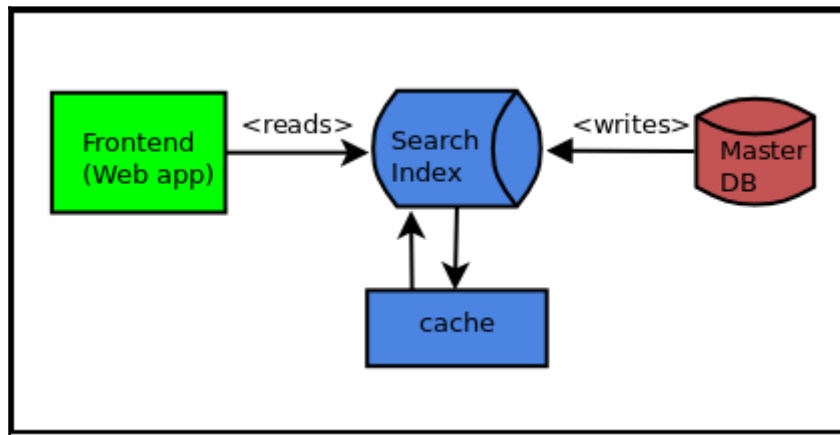 Frontend
(Web app)
<reads>
Search
Index
<writes>
Master
DB
cache